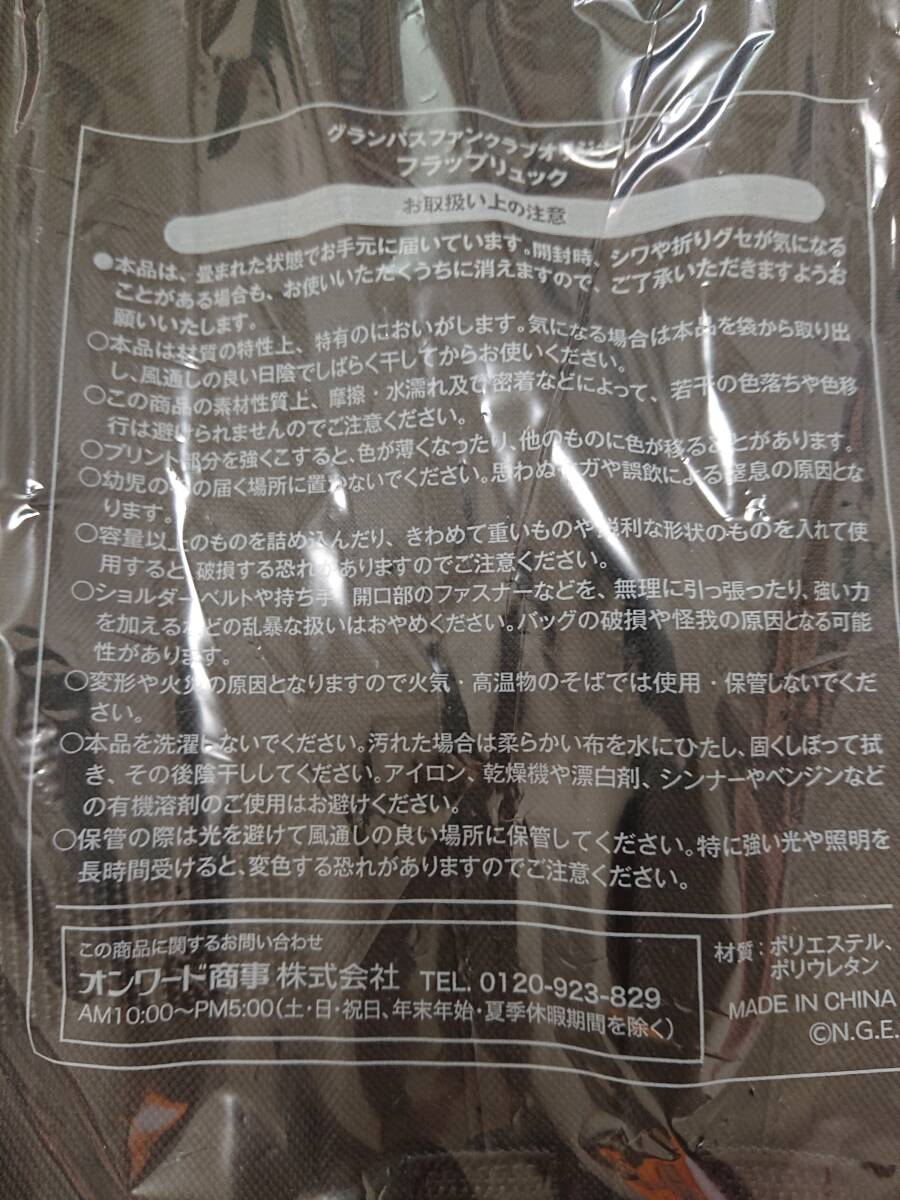 グランパスファンクラブオ
フラップリュック
お取扱い上の注意
●本品は、畳まれた状態でお手元に届いています。開封時、シワや折りグセが気になる
ことがある場合も、お使いいただくうちに消えますので、ご了承いただきますようお
願いいたします。
○本品は材質の特性上、特有のにおいがします。気になる場合は本品を袋から取り出
し、風通しの良い日陰でしばらく干してからお使いください。
○この商品の素材性質上、摩擦・水濡れ及び密着などによって、若干の色落ちや色移
行は避けられませんのでご注意ください。
○プリント部分を強くこすると、色が薄くなったり、他のものに色が移ることがあります。
○幼児の手の届く場所に置かないでください。思わぬケガや誤飲による窒息の原因とな
ります。
○容量以上のものを詰め込んだり、きわめて重いものや鋭利な形状のものを入れて使
用すると、破損する恐れがありますのでご注意ください。
○ショルダーベルトや持ち手、開口部のファスナーなどを、無理に引っ張ったり、強い力
を加えるなどの乱暴な扱いはおやめください。バッグの破損や怪我の原因となる可能
性があります。
○変形や火災の原因となりますので火気・高温物のそばでは使用・保管しないでくだ
さい。
○本品を洗濯しないでください。汚れた場合は柔らかい布を水にひたし、固くしぼって拭
き、その後陰干ししてください。アイロン、乾燥機や漂白剤、シンナーやベンジンなど
の有機溶剤のご使用はお避けください。
○保管の際は光を避けて風通しの良い場所に保管してください。特に強い光や照明を
長時間受けると、変色する恐れがありますのでご注意ください。
この商品に関するお問い合わせ
オンワード商事 株式会社 TEL. 0120-923-829
AM10:00〜PM5:00(土・日・祝日、年末年始・夏季休暇期間を除く)
材質：ポリエステル、
ポリウレタン
MADE IN CHINA
©N.G.E.